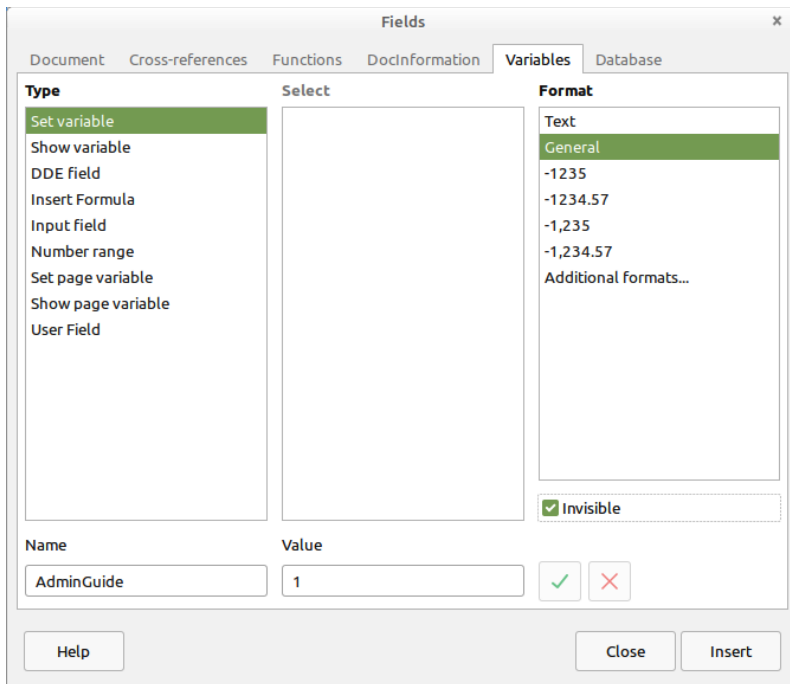 Fields
Document Cross-references Functions DocInformation Variables Database
Type Select Format
Set variable
Show variable
DDE field
Insert Formula
Input field
Number range
Set page variable
Show page variable
User Field
Text
General
-1235
-1234.57
-1,235
-1,234.57
Additional formats...
Invisible
Name Value
AdminGuide 1
Help Close Insert